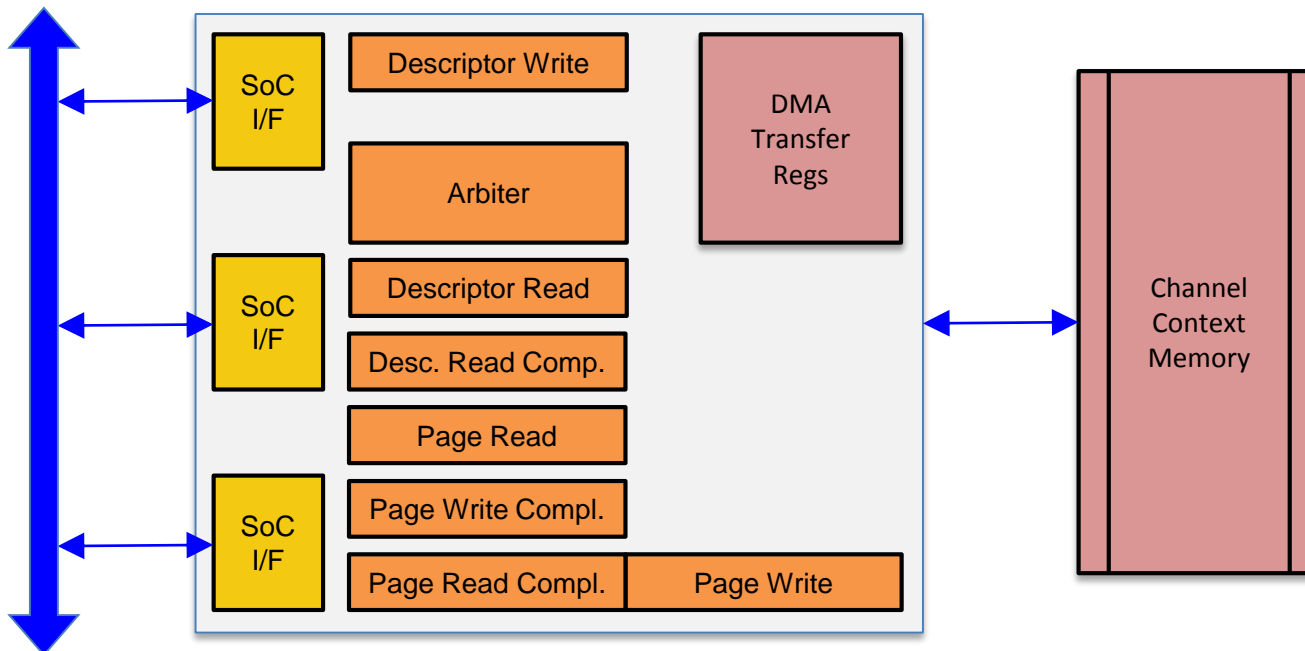 SoC
I/F
Descriptor Write
DMA
Transfer
Regs
Arbiter
SoC
I/F
Descriptor Read
Desc. Read Comp.
Page Read
Channel
Context
Memory
SoC
I/F
Page Write Compl.
Page Read Compl.
Page Write